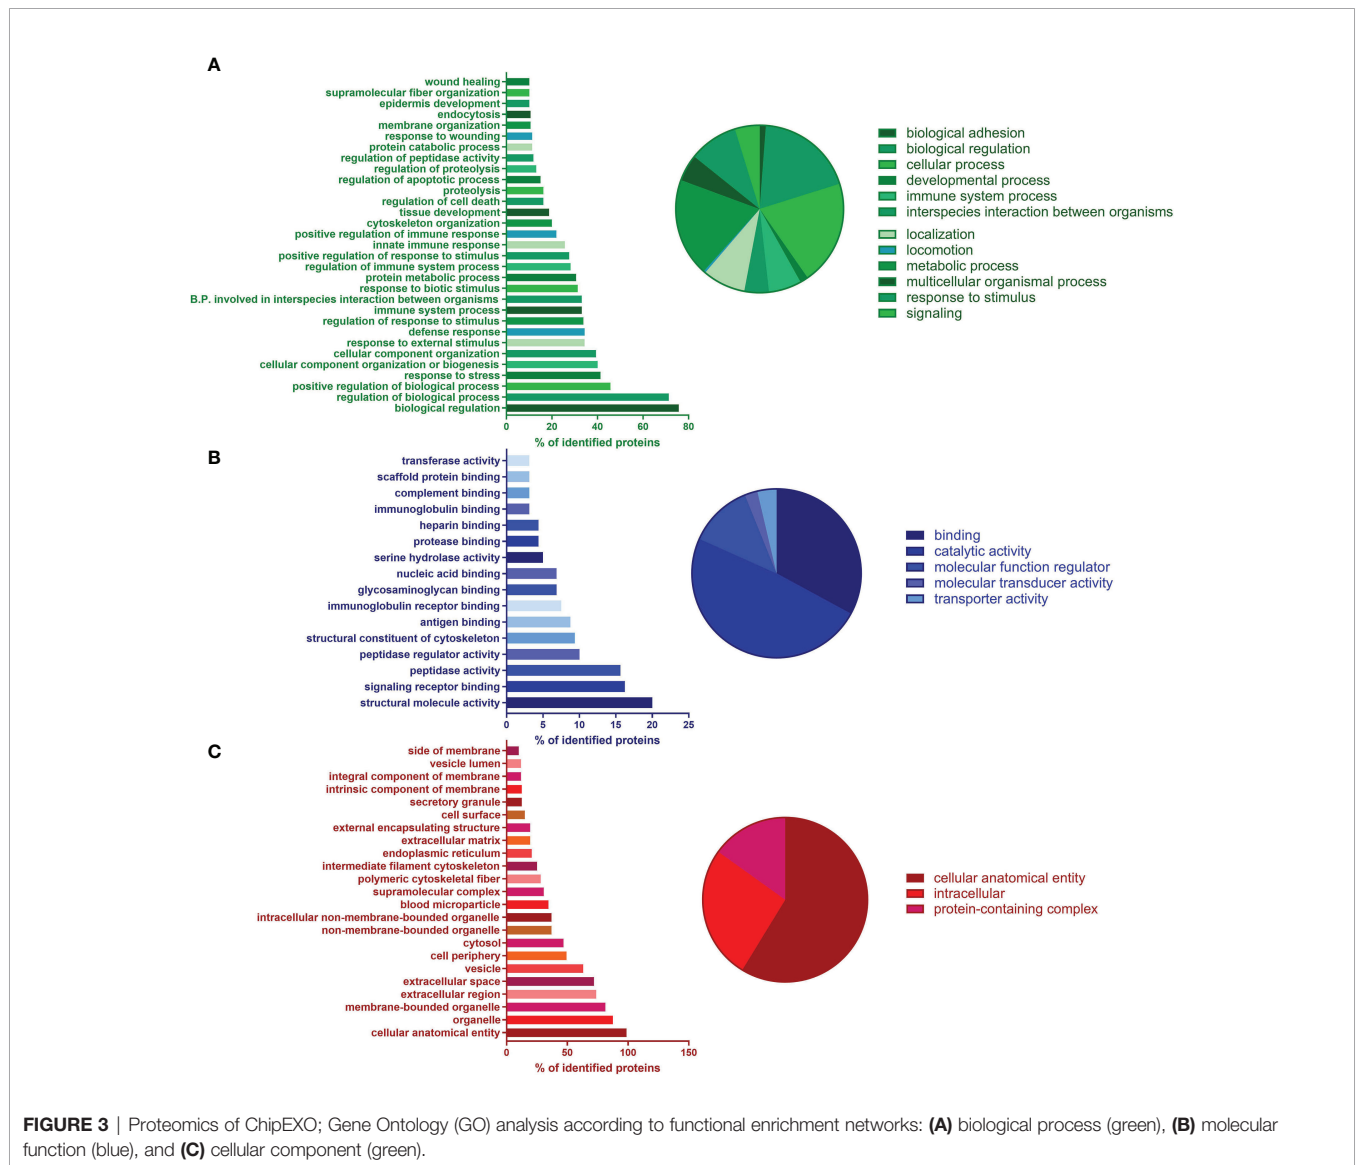 A
wound healing
supramolecular fiber organization
epidermis development
endocytosis
membrane organization
response to wounding
protein catabolic process
regulation of peptidase activity
regulation of proteolysis
regulation of apoptotic process
proteolysis
regulation of cell death
tissue development
cytoskeleton organization
positive regulation of immune response
innate immune response
positive regulation of response to stimulus
regulation of immune system process
protein metabolic process
response to biotic stimulus
B.P. involved in interspecies interaction between organisms
immune system process
regulation of response to stimulus
defense response
response to external stimulus
cellular component organization
cellular component organization or biogenesis
response to stress
positive regulation of biological process
regulation of biological process
biological regulation
0 20 40 60 80
% of identified proteins
biological adhesion
biological regulation
cellular process
developmental process
immune system process
interspecies interaction between organisms
localization
locomotion
metabolic process
multicellular organismal process
response to stimulus
signaling
B
transferase activity
scaffold protein binding
complement binding
immunoglobulin binding
heparin binding
protease binding
serine hydrolase activity
nucleic acid binding
glycosaminoglycan binding
immunoglobulin receptor binding
antigen binding
structural constituent of cytoskeleton
peptidase regulator activity
peptidase activity
signaling receptor binding
structural molecule activity
0 5 10 15 20 25
% of identified proteins
binding
catalytic activity
molecular function regulator
molecular transducer activity
transporter activity
C
side of membrane
vesicle lumen
integral component of membrane
intrinsic component of membrane
secretory granule
cell surface
external encapsulating structure
extracellular matrix
endoplasmic reticulum
intermediate filament cytoskeleton
polymeric cytoskeletal fiber
supramolecular complex
blood microparticle
intracellular non-membrane-bounded organelle
non-membrane-bounded organelle
cytosol
cell periphery
vesicle
extracellular space
extracellular region
membrane-bounded organelle
organelle
cellular anatomical entity
0 50 100 150
% of identified proteins
cellular anatomical entity
intracellular
protein-containing complex
FIGURE 3 | Proteomics of ChipEXO; Gene Ontology (GO) analysis according to functional enrichment networks: (A) biological process (green), (B) molecular
function (blue), and (C) cellular component (green).